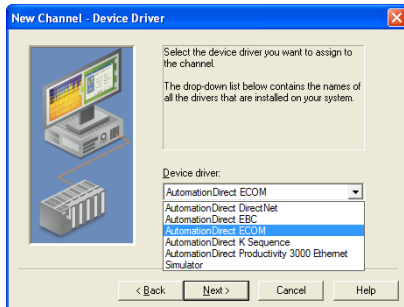 New Channel - Device Driver
Select the device driver you want to assign to
the channel.
The drop-down list below contains the names of
all the drivers that are installed on your system.
Device driver:
AutomationDirect ECOM
AutomationDirect DirectNet
AutomationDirect EBC
AutomationDirect ECOM
AutomationDirect K Sequence
AutomationDirect Productivity 3000 Ethernet
Simulator
< Back Next > Cancel Help